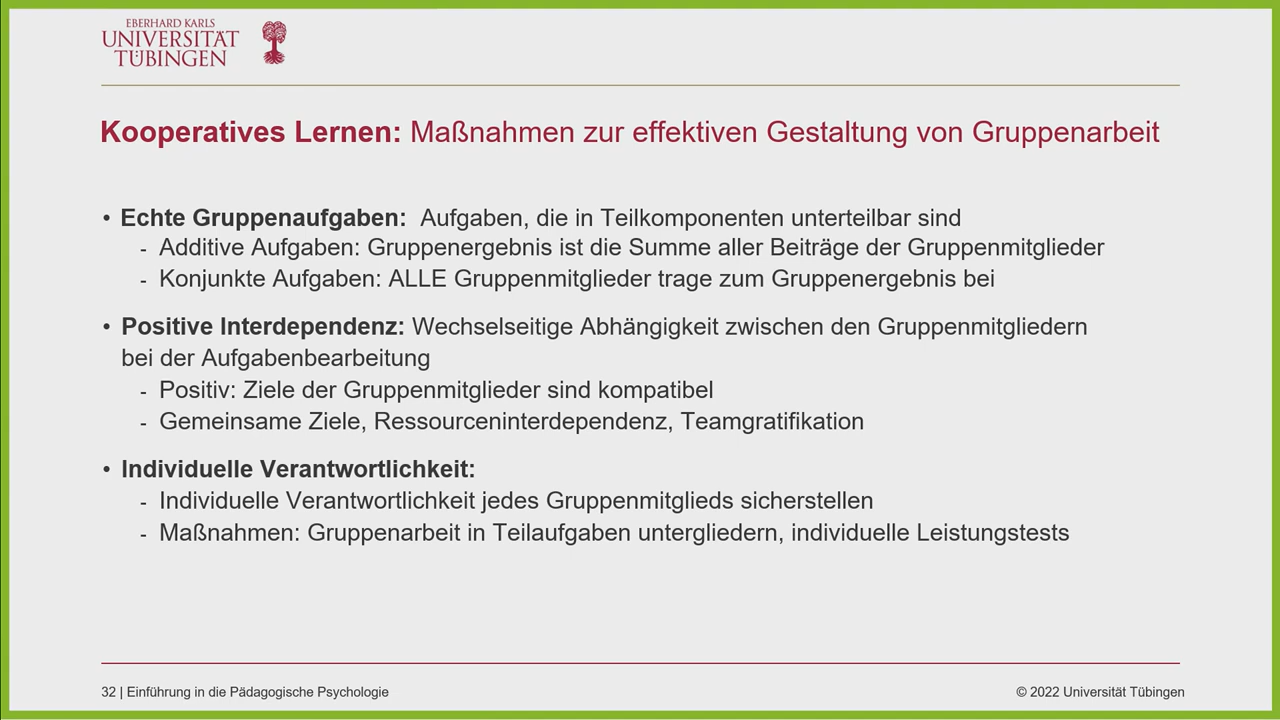 EBERHARD KARLS
UNIVERSITÄT
TÜBINGEN
Kooperatives Lernen: Maßnahmen zur effektiven Gestaltung von Gruppenarbeit
• Echte Gruppenaufgaben: Aufgaben, die in Teilkomponenten unterteilbar sind
- Additive Aufgaben: Gruppenergebnis ist die Summe aller Beiträge der Gruppenmitglieder
- Konjunkte Aufgaben: ALLE Gruppenmitglieder trage zum Gruppenergebnis bei
• Positive Interdependenz: Wechselseitige Abhängigkeit zwischen den Gruppenmitgliedern
bei der Aufgabenbearbeitung
- Positiv: Ziele der Gruppenmitglieder sind kompatibel
- Gemeinsame Ziele, Ressourceninterdependenz, Teamgratifikation
• Individuelle Verantwortlichkeit:
- Individuelle Verantwortlichkeit jedes Gruppenmitglieds sicherstellen
- Maßnahmen: Gruppenarbeit in Teilaufgaben untergliedern, individuelle Leistungstests
32 | Einführung in die Pädagogische Psychologie
© 2022 Universität Tübingen